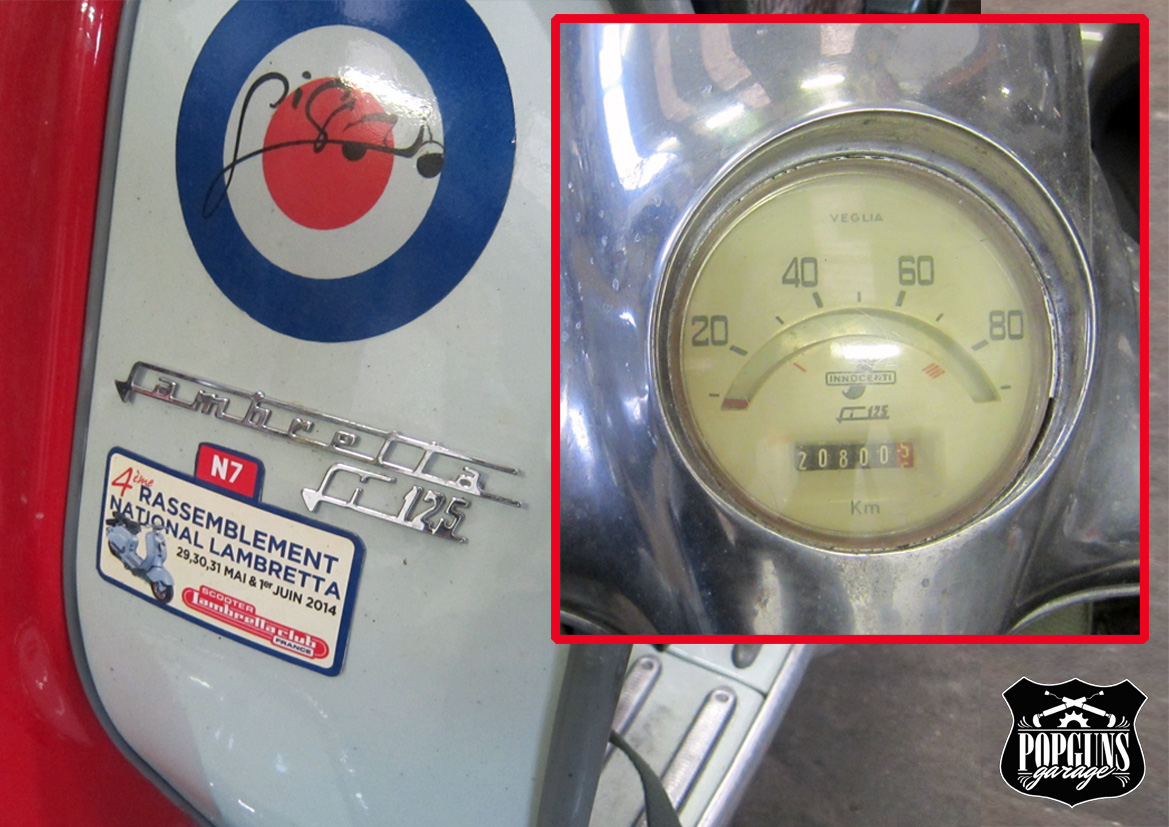 Lambretta
Li 125
N7
4ème
RASSEMBLEMENT
NATIONAL LAMBRETTA
29,30,31 MAI & 1er JUIN 2014
SCOOTER
lambretta club
FRANCE
VEGLIA
20 40 60 80
INNOCENTI
Li 125
20800
Km
POPGUNS
garage